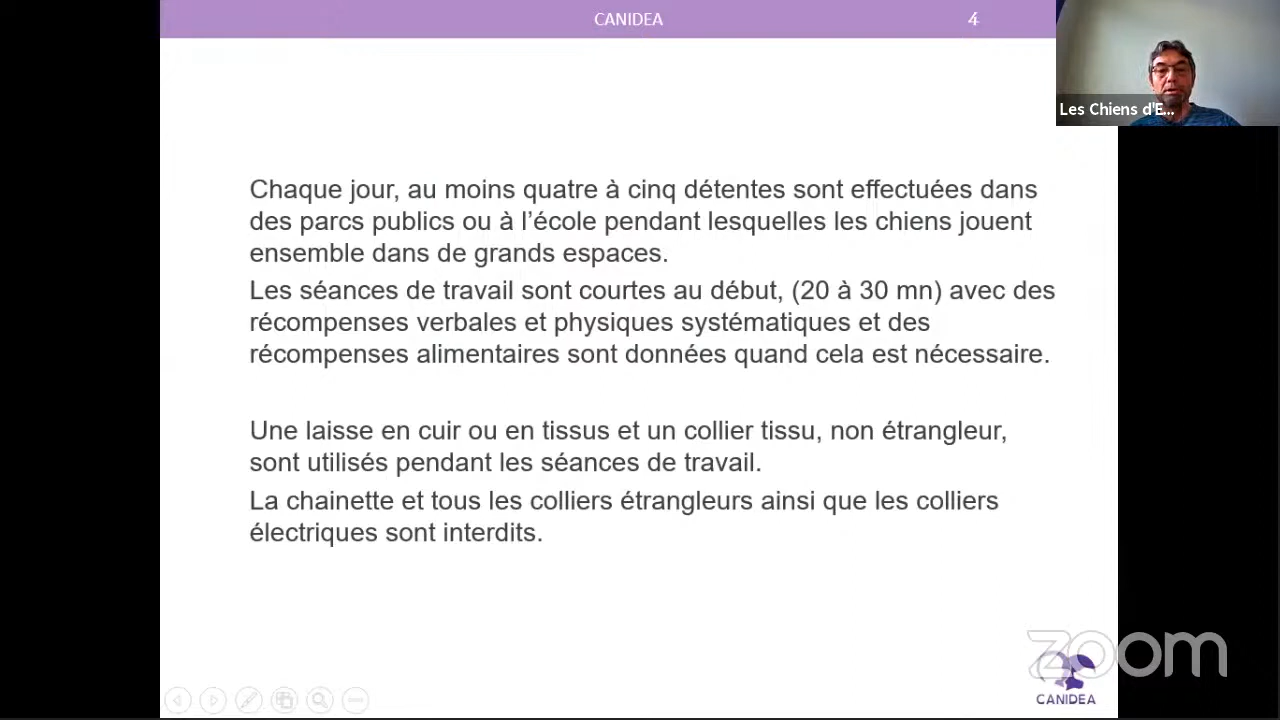 CANIDEA
4
Les Chiens d'E...
Chaque jour, au moins quatre à cinq détentes sont effectuées dans
des parcs publics ou à l’école pendant lesquelles les chiens jouent
ensemble dans de grands espaces.
Les séances de travail sont courtes au début, (20 à 30 mn) avec des
récompenses verbales et physiques systématiques et des
récompenses alimentaires sont données quand cela est nécessaire.
Une laisse en cuir ou en tissus et un collier tissu, non étrangleur,
sont utilisés pendant les séances de travail.
La chainette et tous les colliers étrangleurs ainsi que les colliers
électriques sont interdits.
zoom
CANIDEA